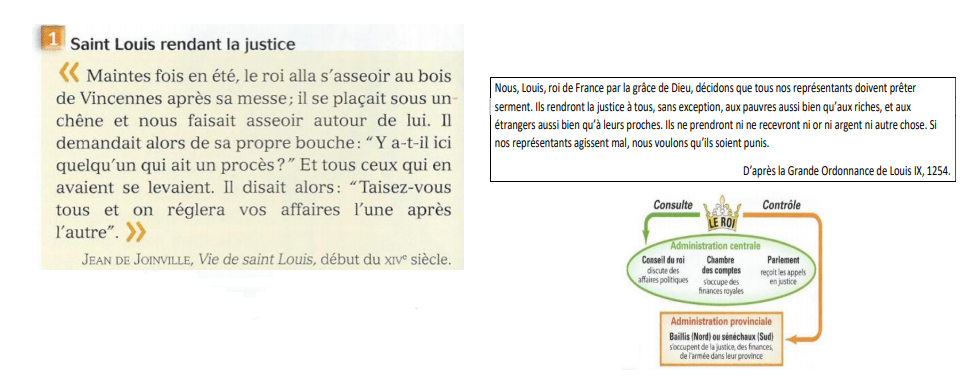 1 Saint Louis rendant la justice
« Maintes fois en été, le roi alla s'asseoir au bois
de Vincennes après sa messe ; il se plaçait sous un
chêne et nous faisait asseoir autour de lui. Il
demandait alors de sa propre bouche : “Y a-t-il ici
quelqu'un qui ait un procès ?” Et tous ceux qui en
avaient se levaient. Il disait alors : “Taisez-vous
tous et on réglera vos affaires l'une après
l'autre”. »
JEAN DE JOINVILLE, Vie de saint Louis, début du XIVe siècle.
Nous, Louis, roi de France par la grâce de Dieu, décidons que tous nos représentants doivent prêter
serment. Ils rendront la justice à tous, sans exception, aux pauvres aussi bien qu'aux riches, et aux
étrangers aussi bien qu'à leurs proches. Ils ne prendront ni ne recevront ni or ni argent ni autre chose. Si
nos représentants agissent mal, nous voulons qu'ils soient punis.
D'après la Grande Ordonnance de Louis IX, 1254.
Consulte
Contrôle
LE ROI
Administration centrale
Conseil du roi
discute des
affaires politiques
Chambre
des comptes
s'occupe des
finances royales
Parlement
reçoit les appels
en justice
Administration provinciale
Baillis (Nord) ou sénéchaux (Sud)
s'occupent de la justice, des finances,
de l'armée dans leur province